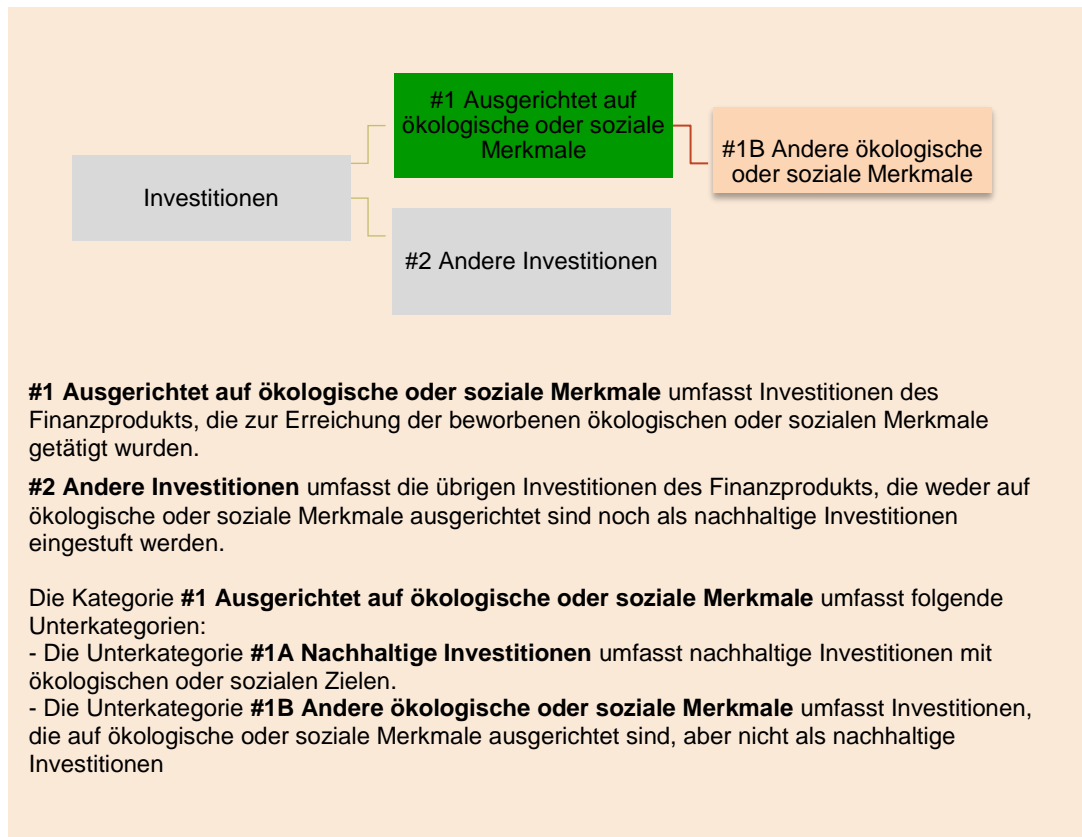 #1 Ausgerichtet auf
ökologische oder soziale
Merkmale
#1B Andere ökologische
oder soziale Merkmale
Investitionen
#2 Andere Investitionen
#1 Ausgerichtet auf ökologische oder soziale Merkmale umfasst Investitionen des
Finanzprodukts, die zur Erreichung der beworbenen ökologischen oder sozialen Merkmale
getätigt wurden.
#2 Andere Investitionen umfasst die übrigen Investitionen des Finanzprodukts, die weder auf
ökologische oder soziale Merkmale ausgerichtet sind noch als nachhaltige Investitionen
eingestuft werden.
Die Kategorie #1 Ausgerichtet auf ökologische oder soziale Merkmale umfasst folgende
Unterkategorien:
- Die Unterkategorie #1A Nachhaltige Investitionen umfasst nachhaltige Investitionen mit
ökologischen oder sozialen Zielen.
- Die Unterkategorie #1B Andere ökologische oder soziale Merkmale umfasst Investitionen,
die auf ökologische oder soziale Merkmale ausgerichtet sind, aber nicht als nachhaltige
Investitionen